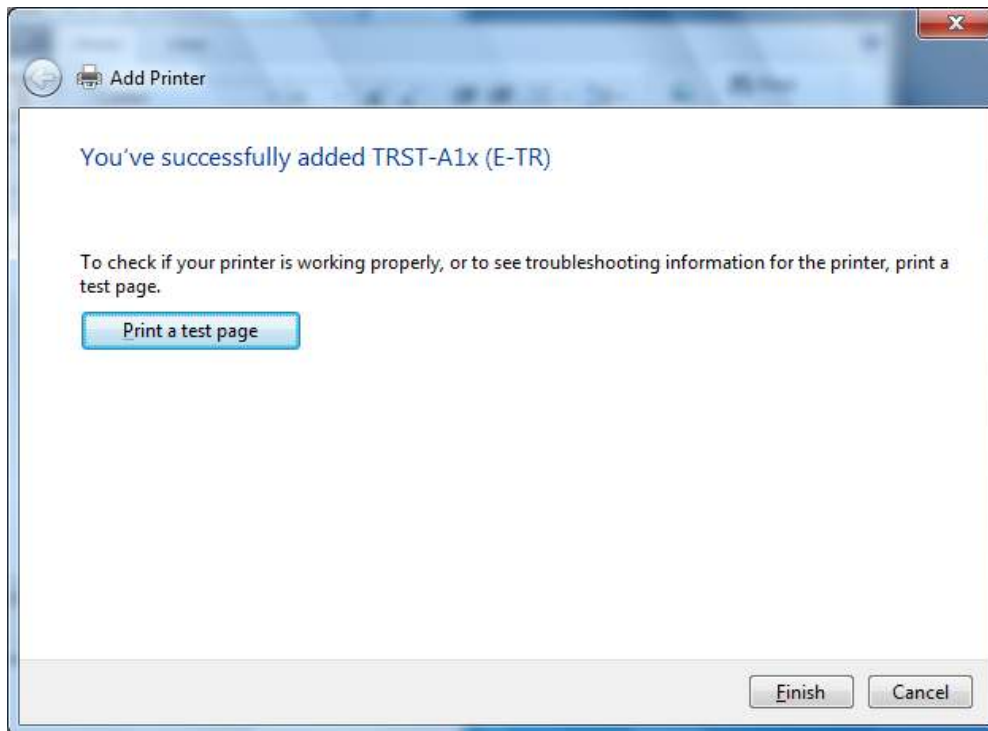 Add Printer
You've successfully added TRST-A1x (E-TR)
To check if your printer is working properly, or to see troubleshooting information for the printer, print a
test page.
Print a test page
Finish Cancel